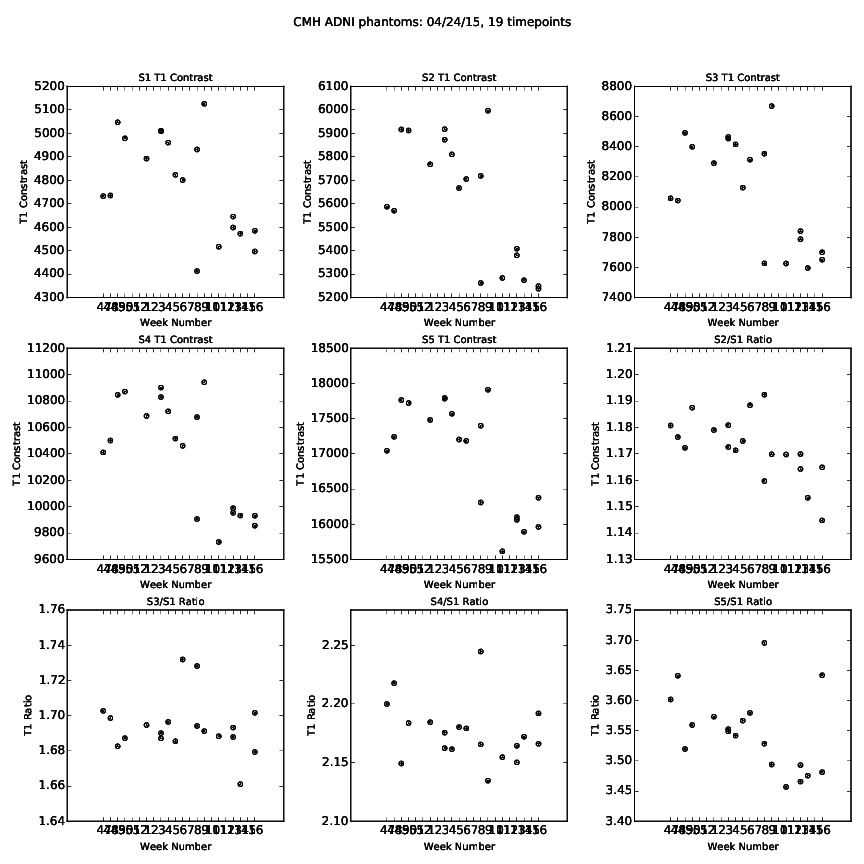 CMH ADNI phantoms: 04/24/15, 19 timepoints
S1 T1 Contrast
S2 T1 Contrast
S3 T1 Contrast
5200
5100
5000
4900
4800
4700
4600
4500
4400
4300
T1 Constrast
Week Number
6100
6000
5900
5800
5700
5600
5500
5400
5300
5200
T1 Constrast
Week Number
8800
8600
8400
8200
8000
7800
7600
7400
T1 Constrast
Week Number
S4 T1 Contrast
S5 T1 Contrast
S2/S1 Ratio
11200
11000
10800
10600
10400
10200
10000
9800
9600
T1 Constrast
Week Number
18500
18000
17500
17000
16500
16000
15500
T1 Constrast
Week Number
1.21
1.20
1.19
1.18
1.17
1.16
1.15
1.14
1.13
T1 Constrast
Week Number
S3/S1 Ratio
S4/S1 Ratio
S5/S1 Ratio
1.76
1.74
1.72
1.70
1.68
1.66
1.64
T1 Ratio
Week Number
2.25
2.20
2.15
2.10
T1 Ratio
Week Number
3.75
3.70
3.65
3.60
3.55
3.50
3.45
3.40
T1 Ratio
Week Number